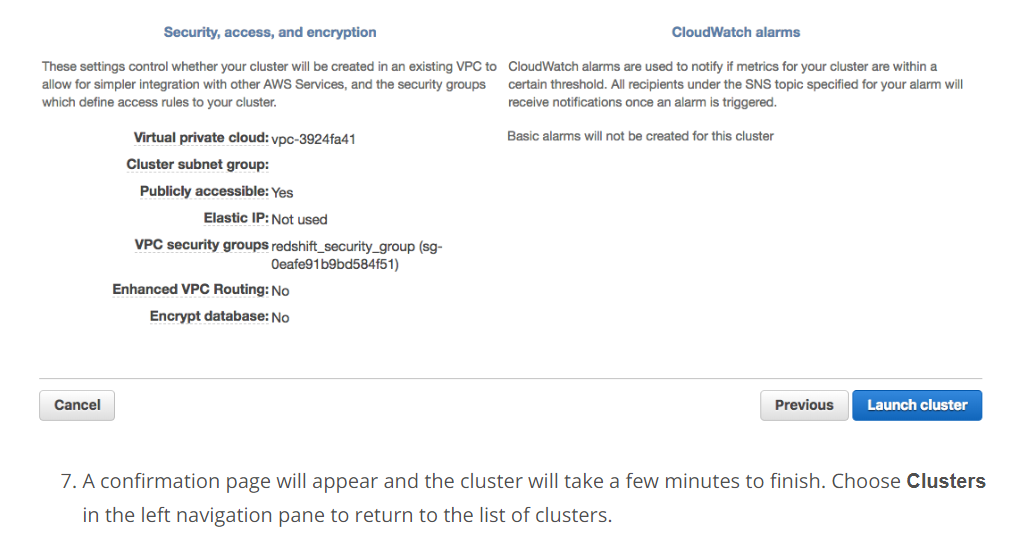 Security, access, and encryption
These settings control whether your cluster will be created in an existing VPC to
allow for simpler integration with other AWS Services, and the security groups
which define access rules to your cluster.
Virtual private cloud: vpc-3924fa41
Cluster subnet group:
Publicly accessible: Yes
Elastic IP: Not used
VPC security groups redshift_security_group (sg-
0eafe91b9bd584f51)
Enhanced VPC Routing: No
Encrypt database: No
CloudWatch alarms
CloudWatch alarms are used to notify if metrics for your cluster are within a
certain threshold. All recipients under the SNS topic specified for your alarm will
receive notifications once an alarm is triggered.
Basic alarms will not be created for this cluster
Cancel
Previous
Launch cluster
7. A confirmation page will appear and the cluster will take a few minutes to finish. Choose Clusters
in the left navigation pane to return to the list of clusters.